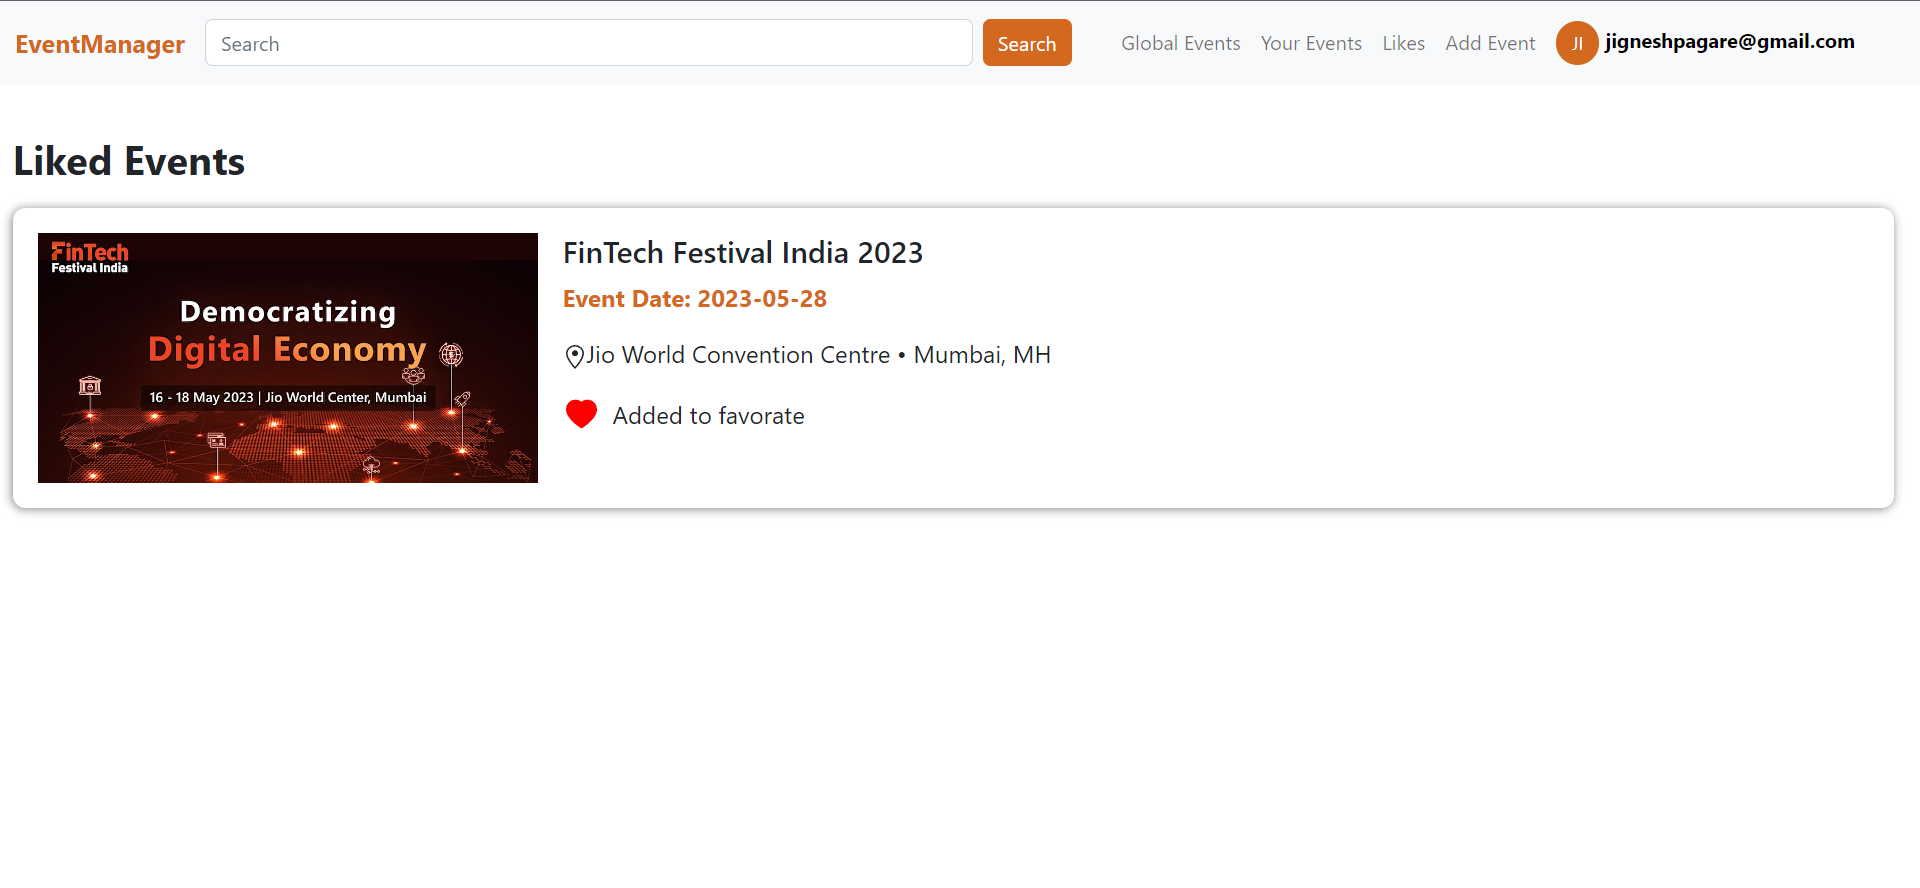 EventManager
Search
Search
Global Events
Your Events
Likes
Add Event
JI
jigneshpagare@gmail.com
Liked Events
FinTech
Festival India
Democratizing
Digital Economy
16 - 18 May 2023 | Jio World Center, Mumbai
FinTech Festival India 2023
Event Date: 2023-05-28
Jio World Convention Centre • Mumbai, MH
Added to favorate